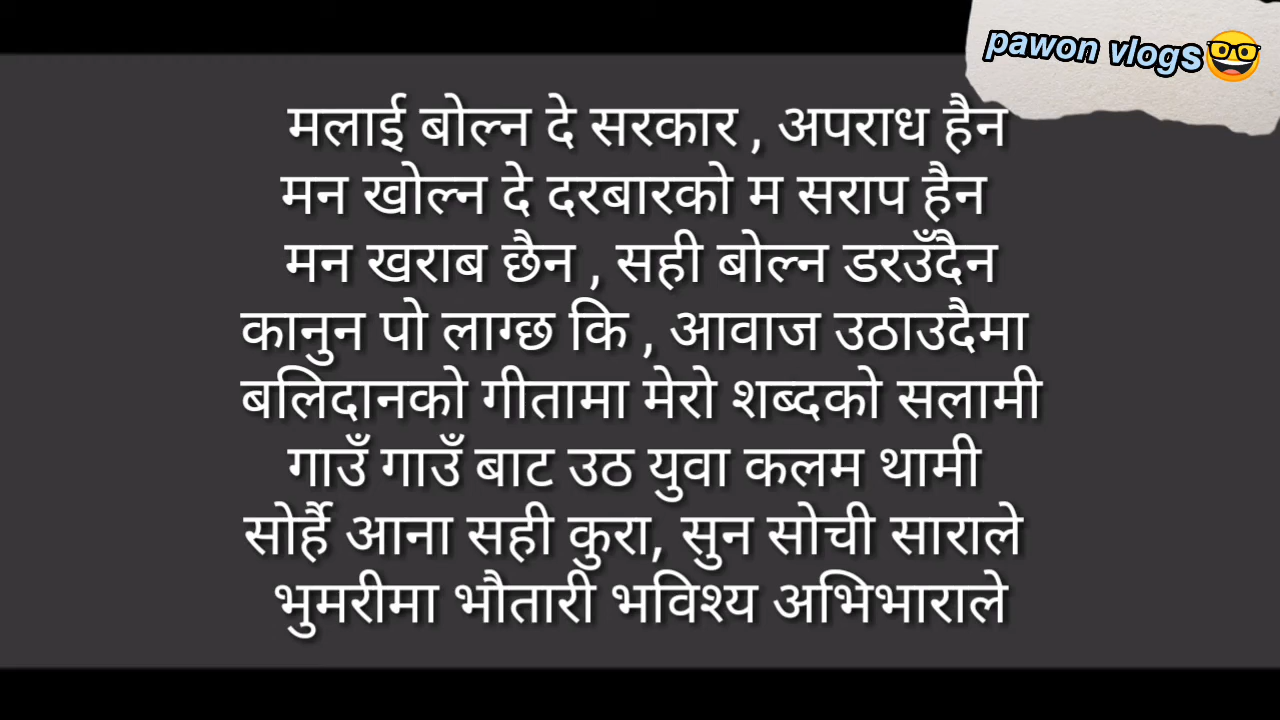 pawon vlogs🤓
मलाई बोल्न दे सरकार , अपराध हैन
मन खोल्न दे दरबारको म सराप हैन
मन खराब छैन , सही बोल्न डरउँदैन
कानुन पो लाग्छ कि , आवाज उठाउदैमा
बलिदानको गीतामा मेरो शब्दको सलामी
गाउँ गाउँ बाट उठ युवा कलम थामी
सोर्है आना सही कुरा, सुन सोची साराले
भुमरीमा भौतारी भविश्य अभिभाराले